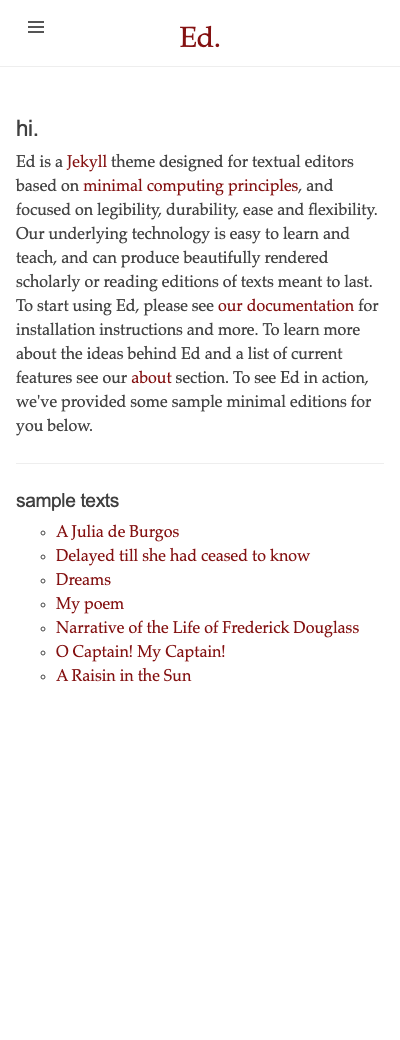 Ed.
hi.
Ed is a Jekyll theme designed for textual editors
based on minimal computing principles, and
focused on legibility, durability, ease and flexibility.
Our underlying technology is easy to learn and
teach, and can produce beautifully rendered
scholarly or reading editions of texts meant to last.
To start using Ed, please see our documentation for
installation instructions and more. To learn more
about the ideas behind Ed and a list of current
features see our about section. To see Ed in action,
we've provided some sample minimal editions for
you below.
sample texts
A Julia de Burgos
Delayed till she had ceased to know
Dreams
My poem
Narrative of the Life of Frederick Douglass
O Captain! My Captain!
A Raisin in the Sun